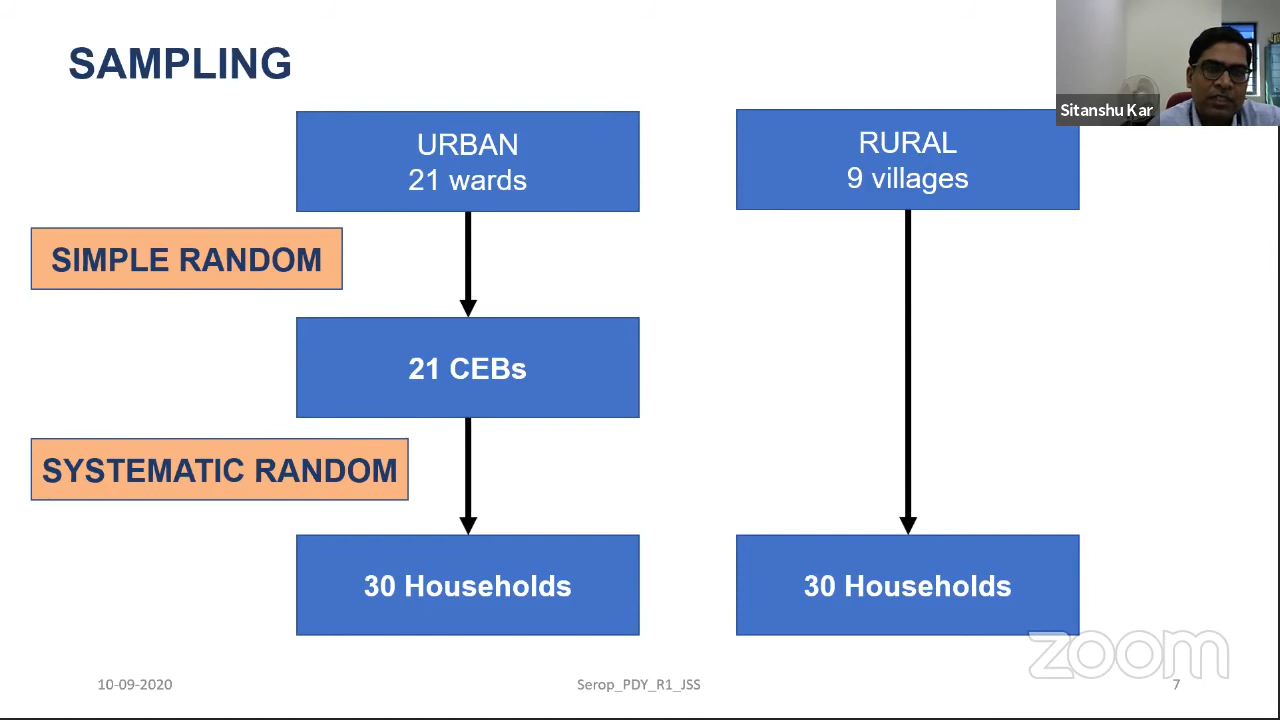 SAMPLING
Sitanshu Kar
URBAN
21 wards
RURAL
9 villages
SIMPLE RANDOM
21 CEBs
SYSTEMATIC RANDOM
30 Households
30 Households
zoom
10-09-2020
Serop_PDY_R1_JSS
7